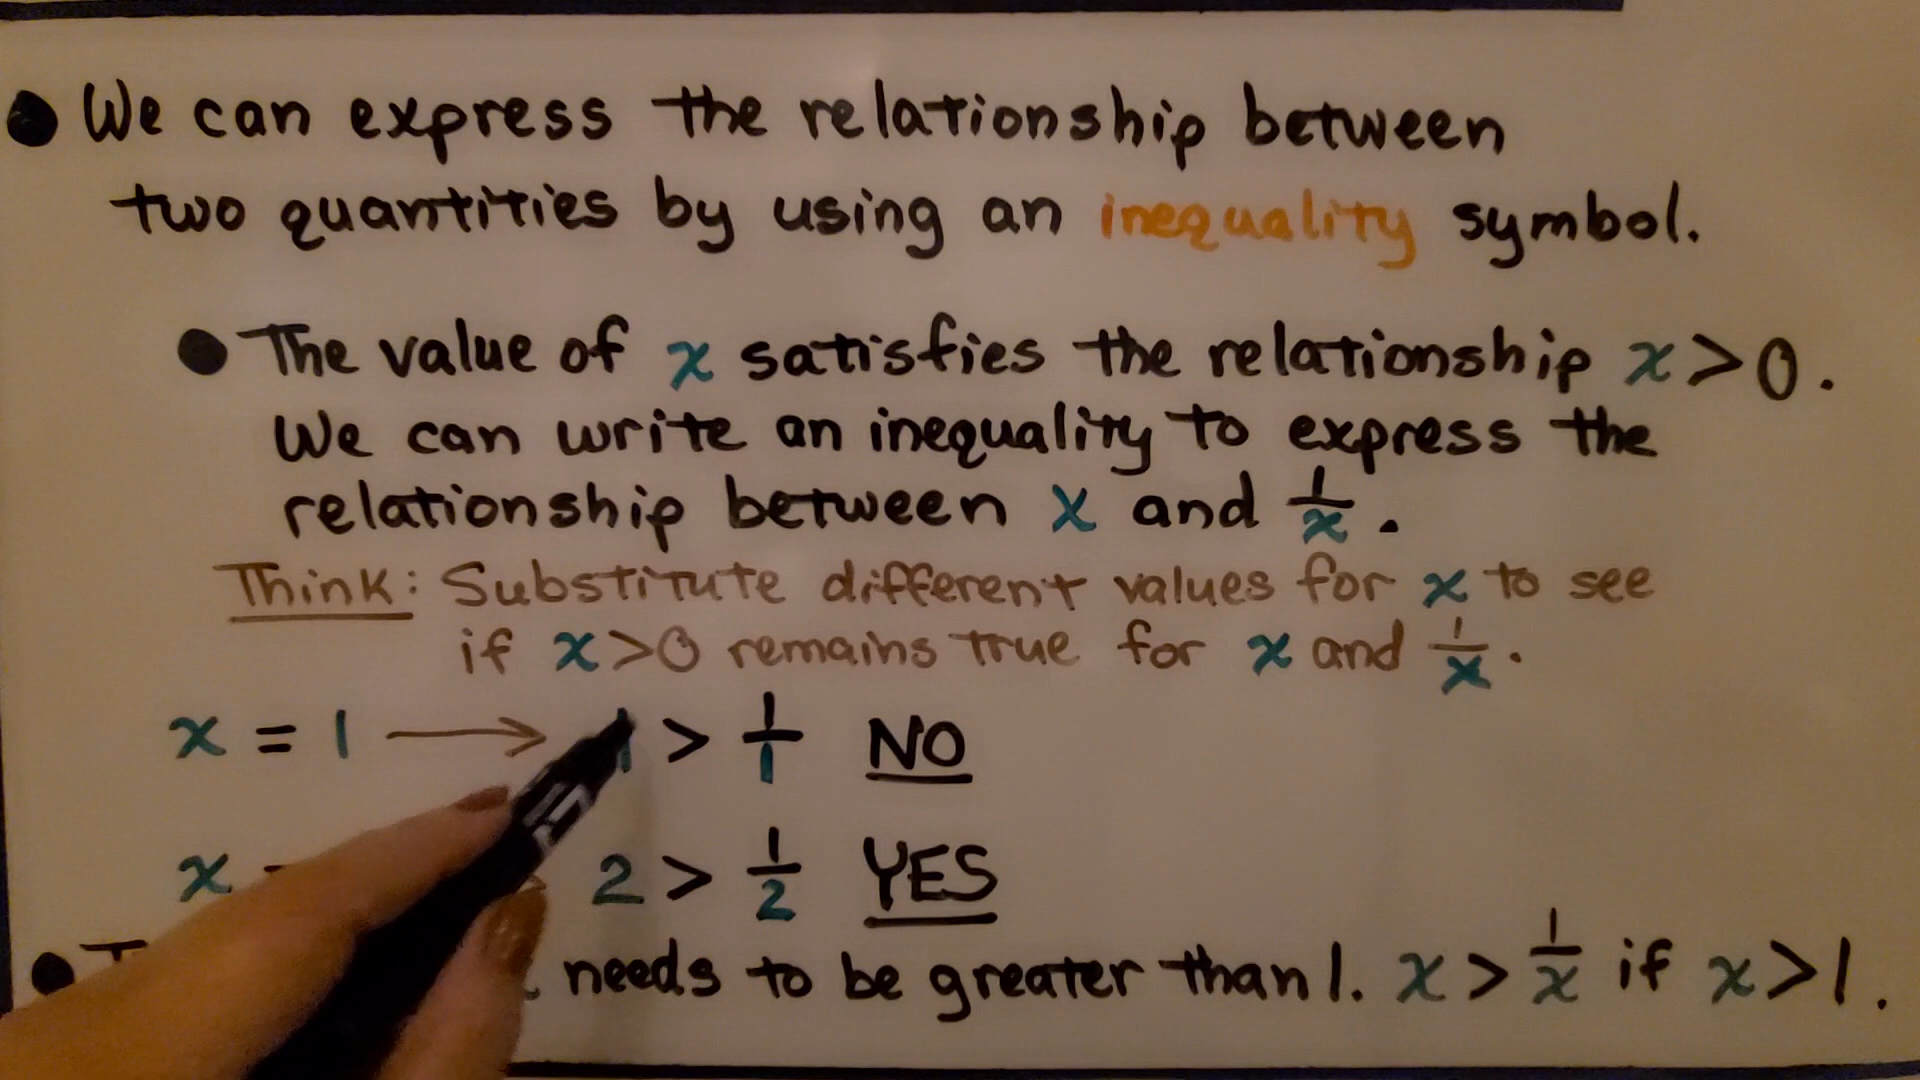 ● We can express the relationship between
two quantities by using an inequality symbol.
● The value of x satisfies the relationship x > 0.
We can write an inequality to express the
relationship between x and 1/x.
Think: Substitute different values for x to see
if x > 0 remains true for x and 1/x.
x = 1 → 1 > 1/1 NO
x 2 > 1/2 YES
● needs to be greater than 1. x > 1/x if x > 1.